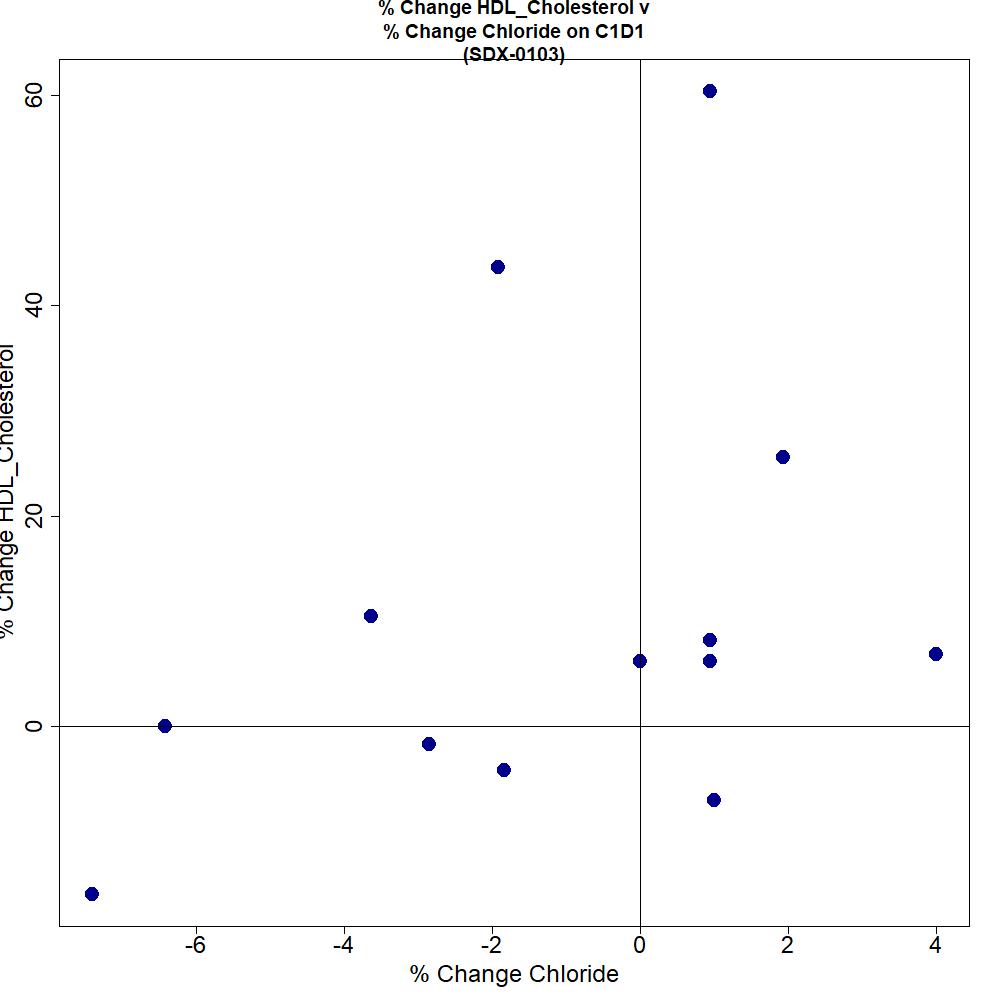 % Change HDL_Cholesterol v
% Change Chloride on C1D1
(SDX-0103)
% Change HDL_Cholesterol
60
40
20
0
-6
-4
-2
0
2
4
% Change Chloride